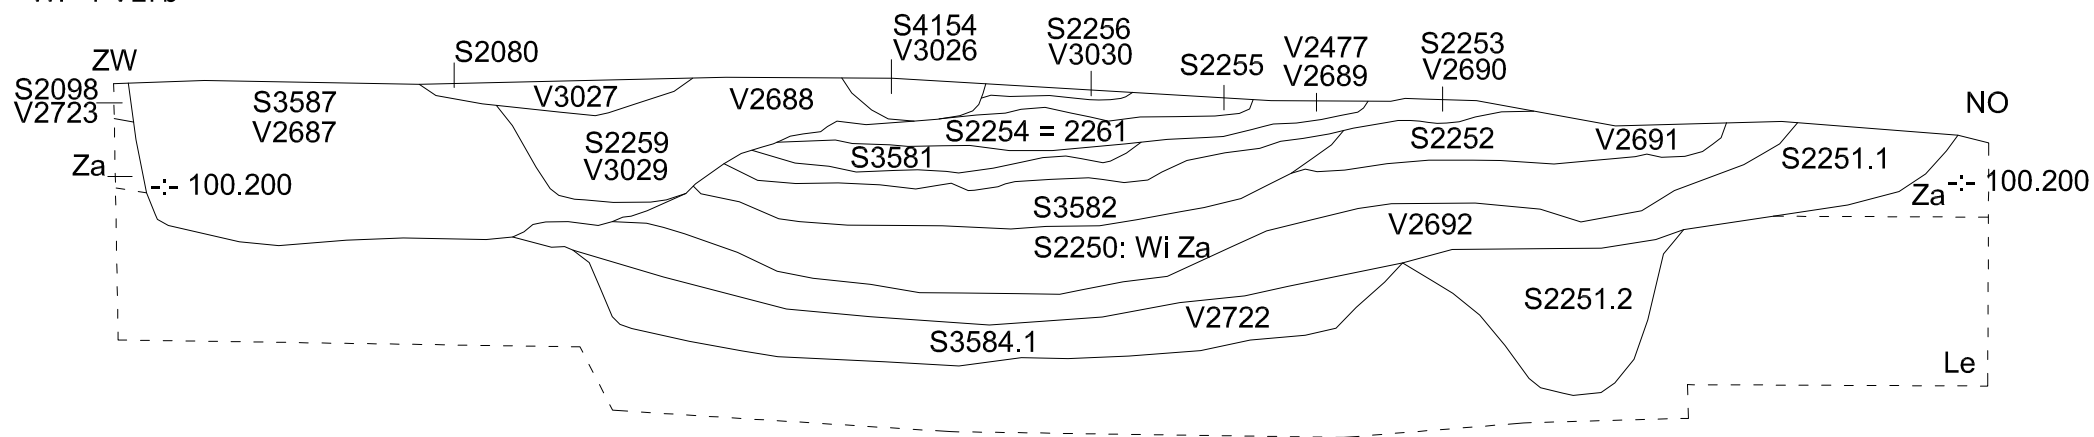 S4154
V3026
S2256
V3030
S2080
ZW
S2255
V2477
V2689
S2253
V2690
S2098
V2723
S3587
V2687
V3027
V2688
NO
S2254 = 2261
S2252
V2691
S2259
V3029
S3581
S2251.1
Za
-:- 100.200
Za
-:- 100.200
S3582
V2692
S2250: Wi Za
S2251.2
V2722
S3584.1
Le